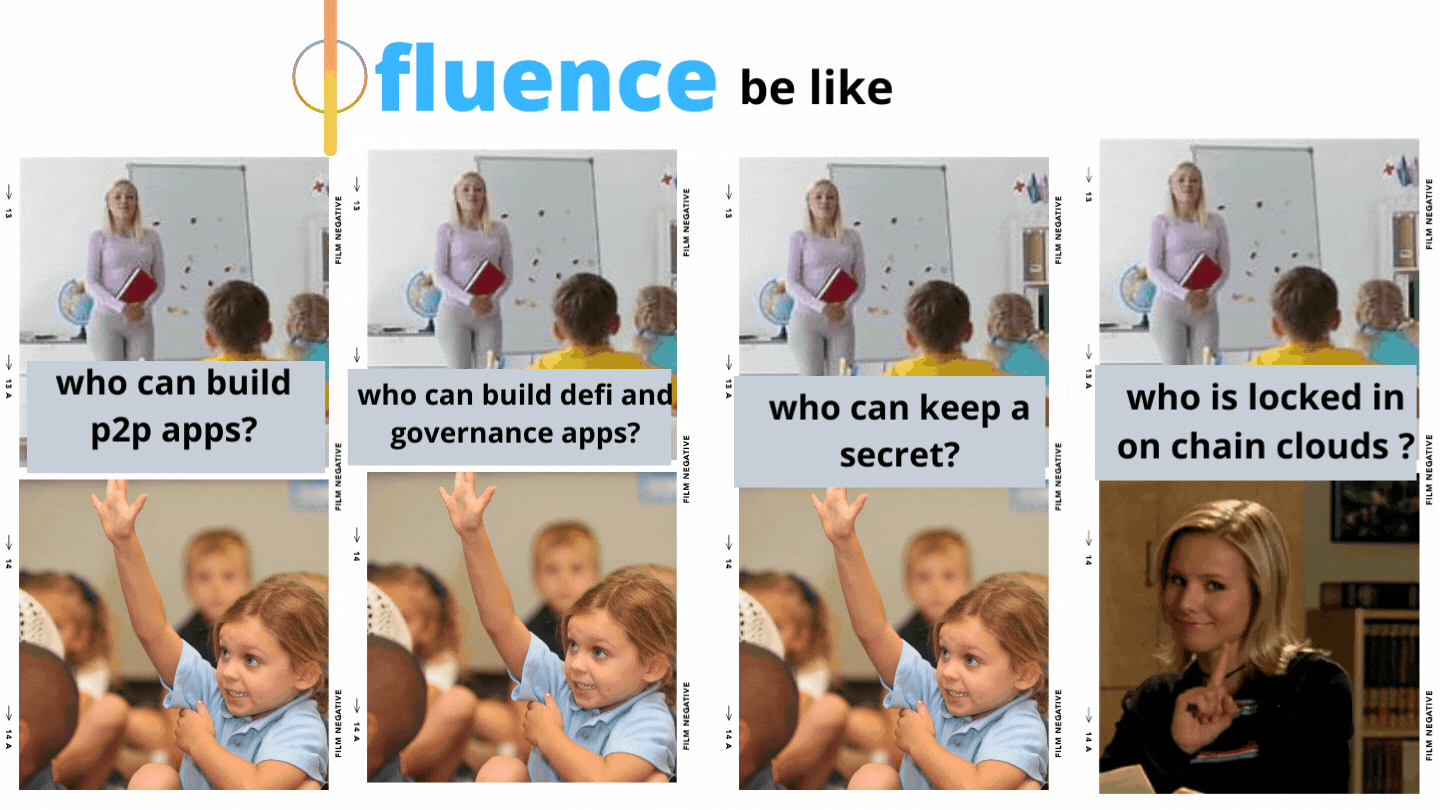 fluence be like
who can build
p2p apps?
who can build defi and
governance apps?
who can keep a
secret?
who is locked in
on chain clouds ?
13
13 A
14
14 A
FILM NEGATIVE
FILM NEGATIVE
FILM NEGATIVE
13
14
14 A
FILM NEGATIVE
FILM NEGATIVE
FILM NEGATIVE
13
13 A
14
14 A
FILM NEGATIVE
FILM NEGATIVE
FILM NEGATIVE
13
13 A
14
14 A
FILM NEGATIVE
FILM NEGATIVE
FILM NEGATIVE